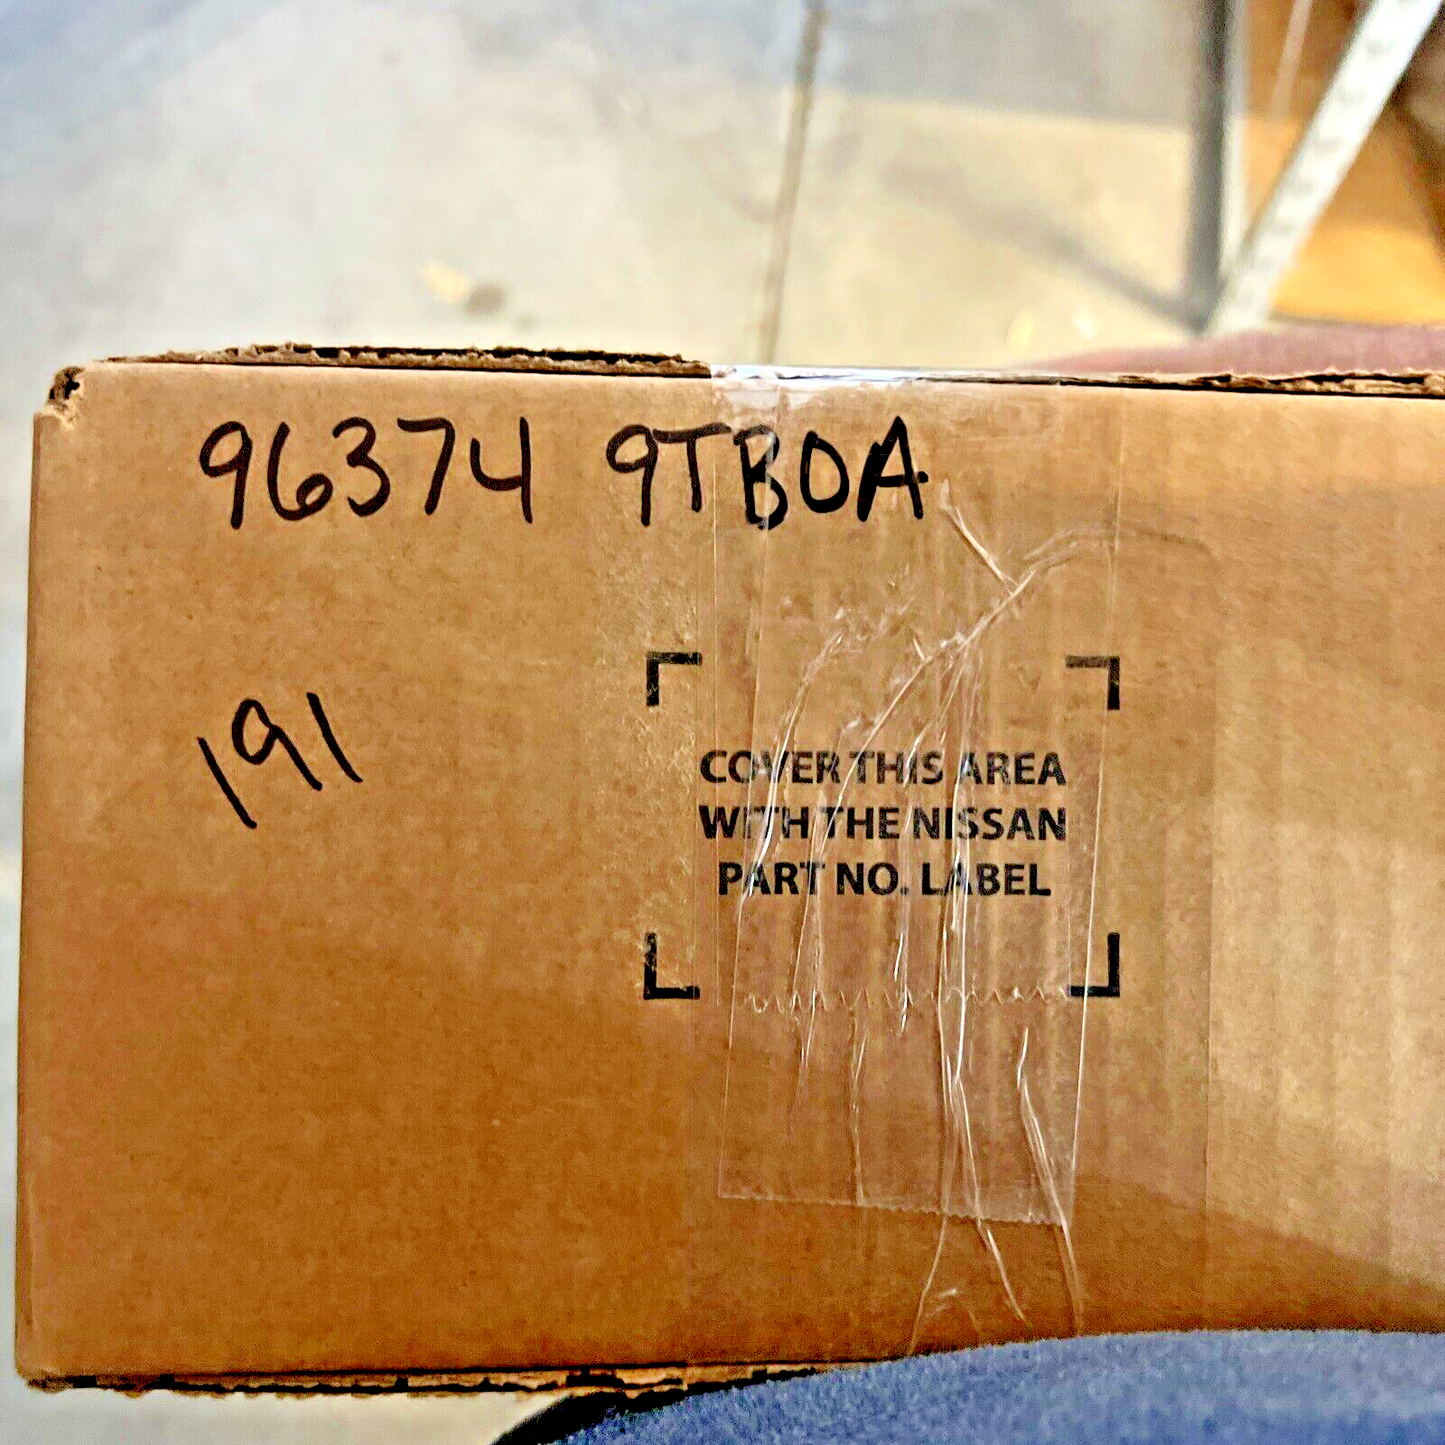 96374 9TB0A
191
COVER THIS AREA
WITH THE NISSAN
PART NO. LABEL